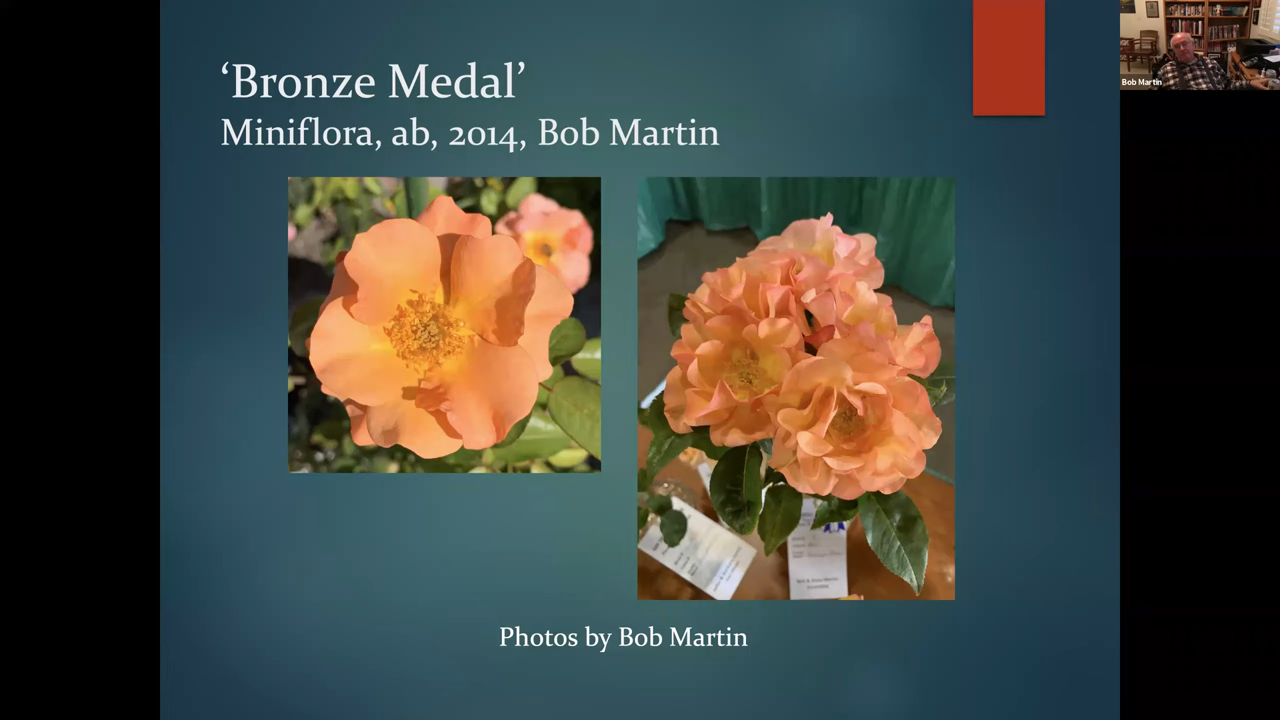 ‘Bronze Medal’
Miniflora, ab, 2014, Bob Martin
Photos by Bob Martin
Bob Martin